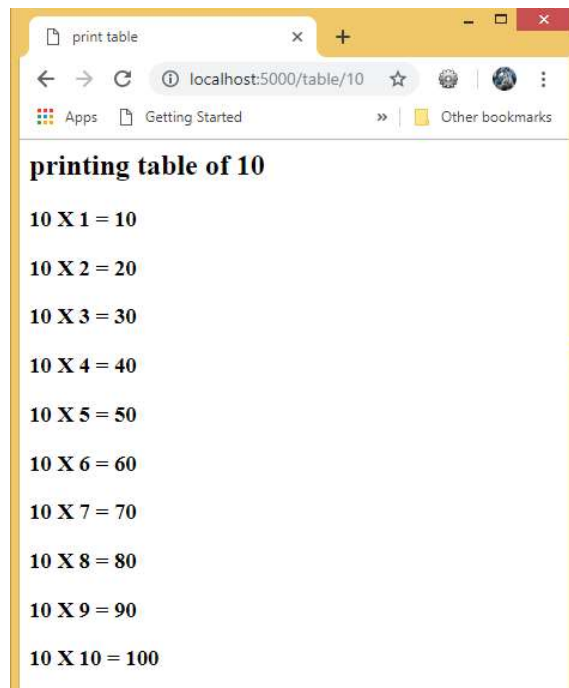 print table
localhost:5000/table/10
Apps Getting Started » Other bookmarks
printing table of 10
10 X 1 = 10
10 X 2 = 20
10 X 3 = 30
10 X 4 = 40
10 X 5 = 50
10 X 6 = 60
10 X 7 = 70
10 X 8 = 80
10 X 9 = 90
10 X 10 = 100